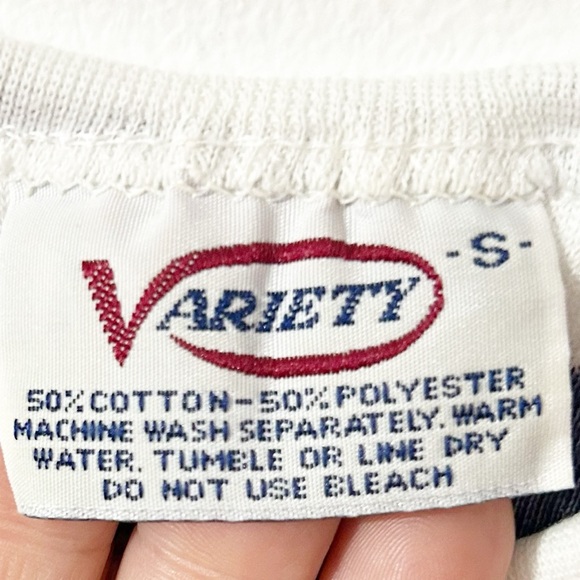 VARIETY
-S-
50% COTTON-50% POLYESTER
MACHINE WASH SEPARATELY. WARM
WATER. TUMBLE OR LINE DRY
DO NOT USE BLEACH